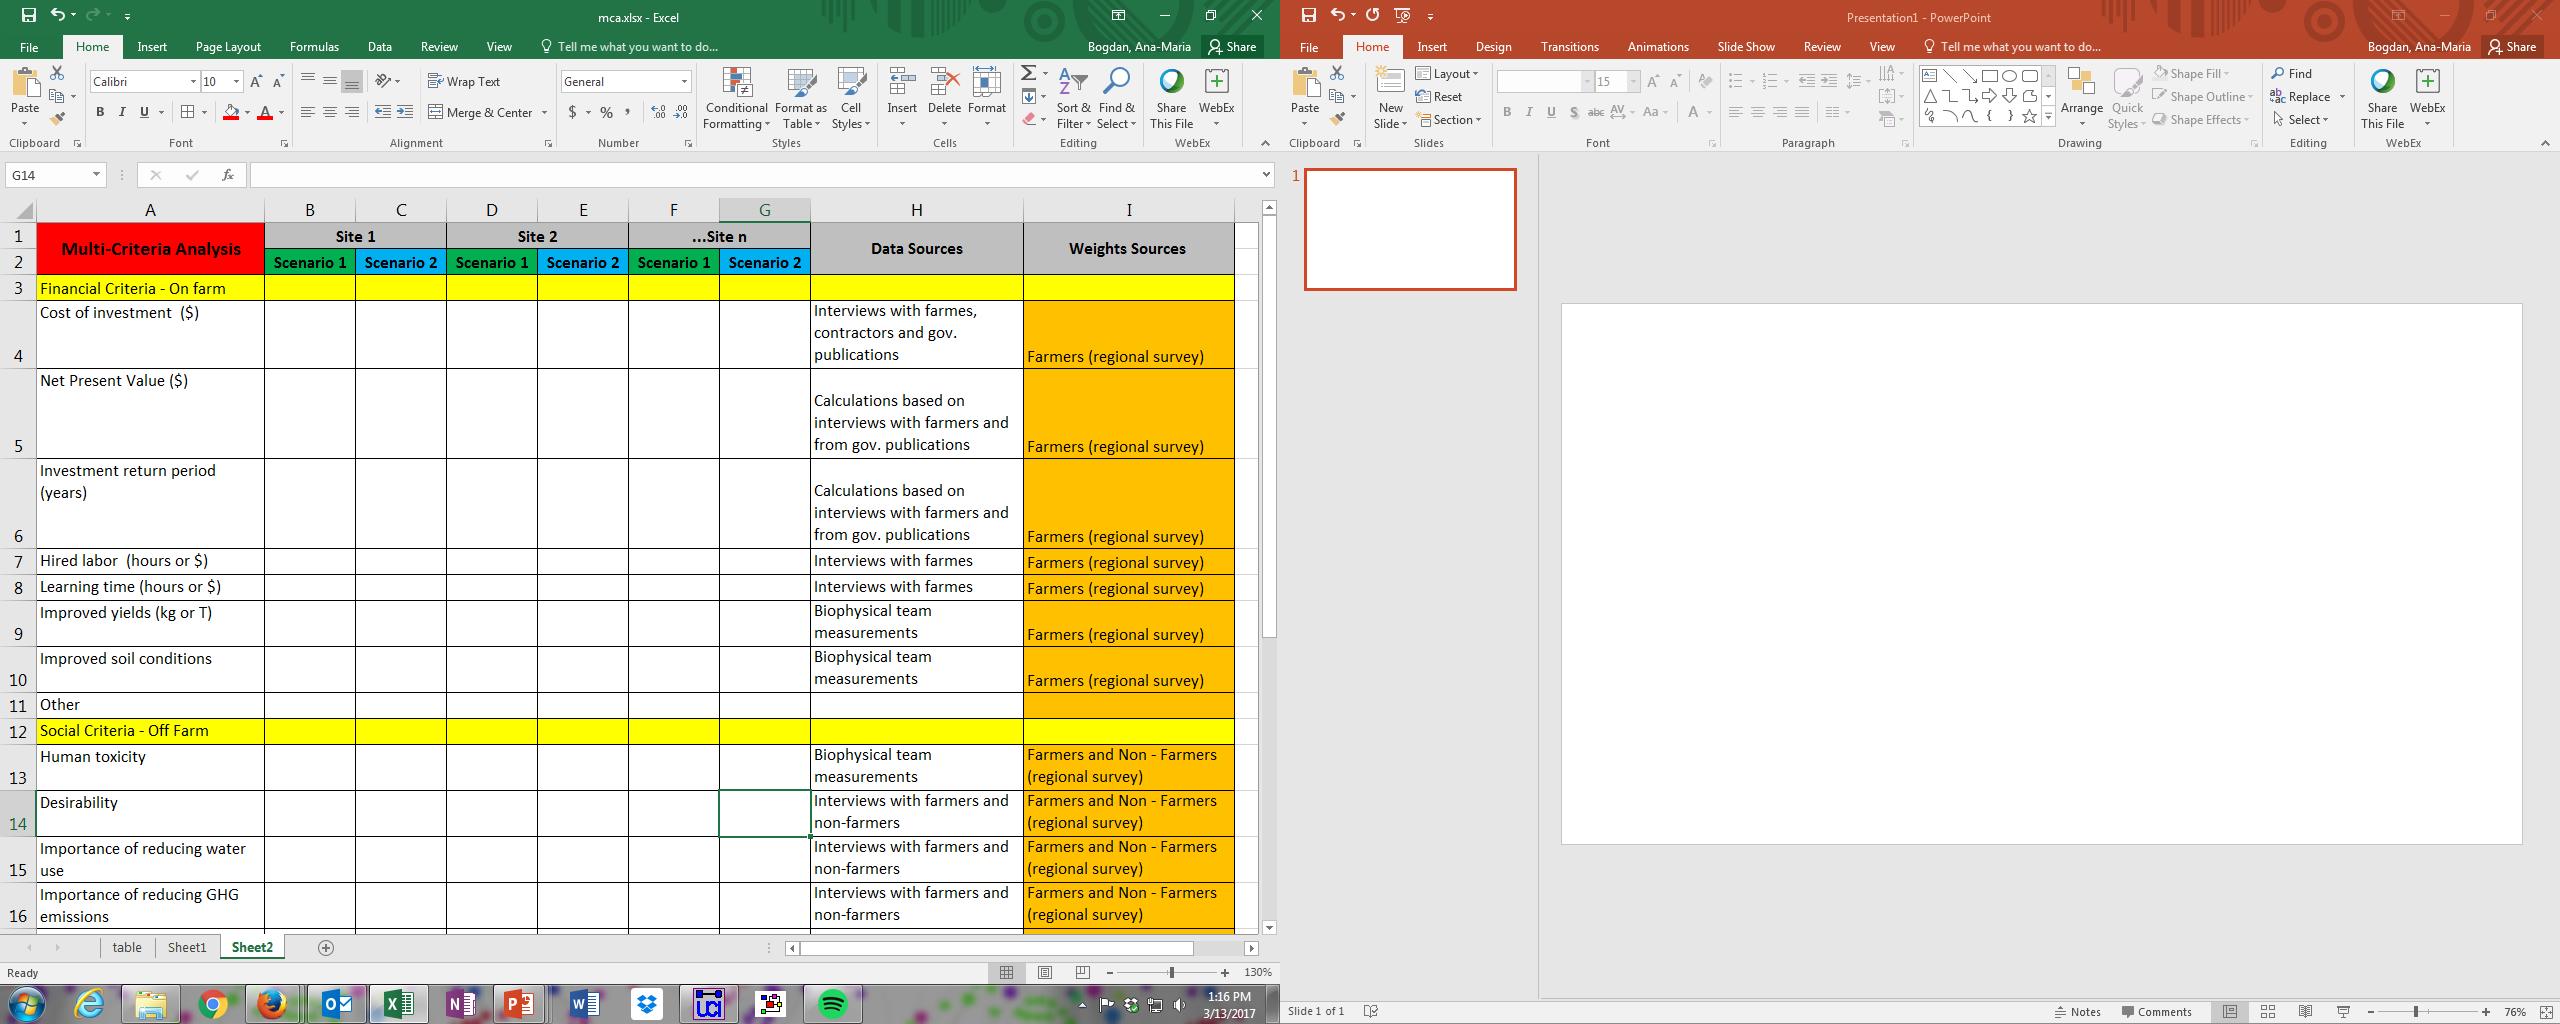 mca.xlsx - Excel
File Home Insert Page Layout Formulas Data Review View Tell me what you want to do... Bogdan, Ana-Maria Share
Paste
Calibri 10
Wrap Text
General
Merge & Center
Conditional Formatting
Format as Table
Cell Styles
Insert Delete Format
Sort & Filter
Find & Select
Share This File
WebEx
Clipboard Font Alignment Number Styles Cells Editing WebEx
G14
fx
A B C D E F G H I
1 Multi-Criteria Analysis Site 1 Site 2 ...Site n Data Sources Weights Sources
2 Scenario 1 Scenario 2 Scenario 1 Scenario 2 Scenario 1 Scenario 2
3 Financial Criteria - On farm
4 Cost of investment ($) Interviews with farmes, contractors and gov. publications Farmers (regional survey)
5 Net Present Value ($) Calculations based on interviews with farmers and from gov. publications Farmers (regional survey)
6 Investment return period (years) Calculations based on interviews with farmers and from gov. publications Farmers (regional survey)
7 Hired labor (hours or $) Interviews with farmes Farmers (regional survey)
8 Learning time (hours or $) Interviews with farmes Farmers (regional survey)
9 Improved yields (kg or T) Biophysical team measurements Farmers (regional survey)
10 Improved soil conditions Biophysical team measurements Farmers (regional survey)
11 Other
12 Social Criteria - Off Farm
13 Human toxicity Biophysical team measurements Farmers and Non - Farmers (regional survey)
14 Desirability Interviews with farmers and non-farmers Farmers and Non - Farmers (regional survey)
15 Importance of reducing water use Interviews with farmers and non-farmers Farmers and Non - Farmers (regional survey)
16 Importance of reducing GHG emissions Interviews with farmers and non-farmers Farmers and Non - Farmers (regional survey)
table Sheet1 Sheet2
Ready 130%
1:16 PM
3/13/2017
Presentation1 - PowerPoint
File Home Insert Design Transitions Animations Slide Show Review View Tell me what you want to do... Bogdan, Ana-Maria Share
Paste
New Slide
Layout
Reset
Section
15
B I U S abc AV Aa A
Arrange
Quick Styles
Shape Fill
Shape Outline
Shape Effects
Find
Replace
Select
Share This File
WebEx
Clipboard Slides Font Paragraph Drawing Editing WebEx
1
Slide 1 of 1 Notes Comments 76%